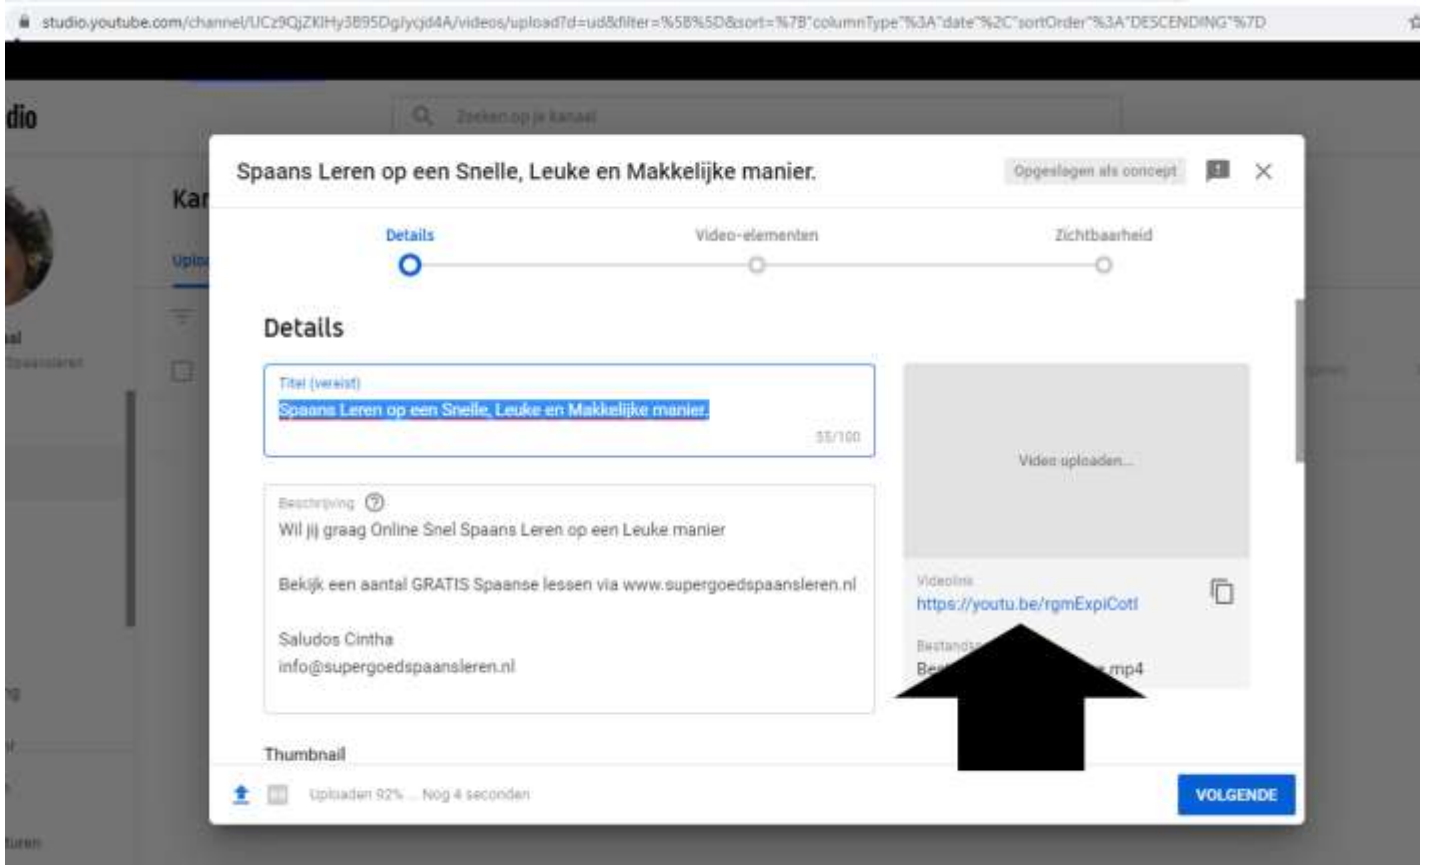 studio.youtube.com/channel/UCz9QjZKIHy3B95DgJycjd4A/videos/upload?d=ud&filter=%5B%5D&sort=%7B"columnType"%3A"date"%2C"sortOrder"%3A"DESCENDING"%7D
dio
Zoeken op je kanaal
Spaans Leren op een Snelle, Leuke en Makkelijke manier.
Opgeslagen als concept
Kan
Details
Video-elementen
Zichtbaarheid
Uploa
Details
Titel (vereist)
Spaans Leren op een Snelle, Leuke en Makkelijke manier.
55/100
Video uploaden...
Beschrijving
Wil jij graag Online Snel Spaans Leren op een Leuke manier
Bekijk een aantal GRATIS Spaanse lessen via www.supergoedspaansleren.nl
Videolink
https://youtu.be/rgmExpiCotI
Saludos Cintha
info@supergoedspaansleren.nl
.mp4
Thumbnail
Uploaden 92% ... Nog 4 seconden
VOLGENDE
turen